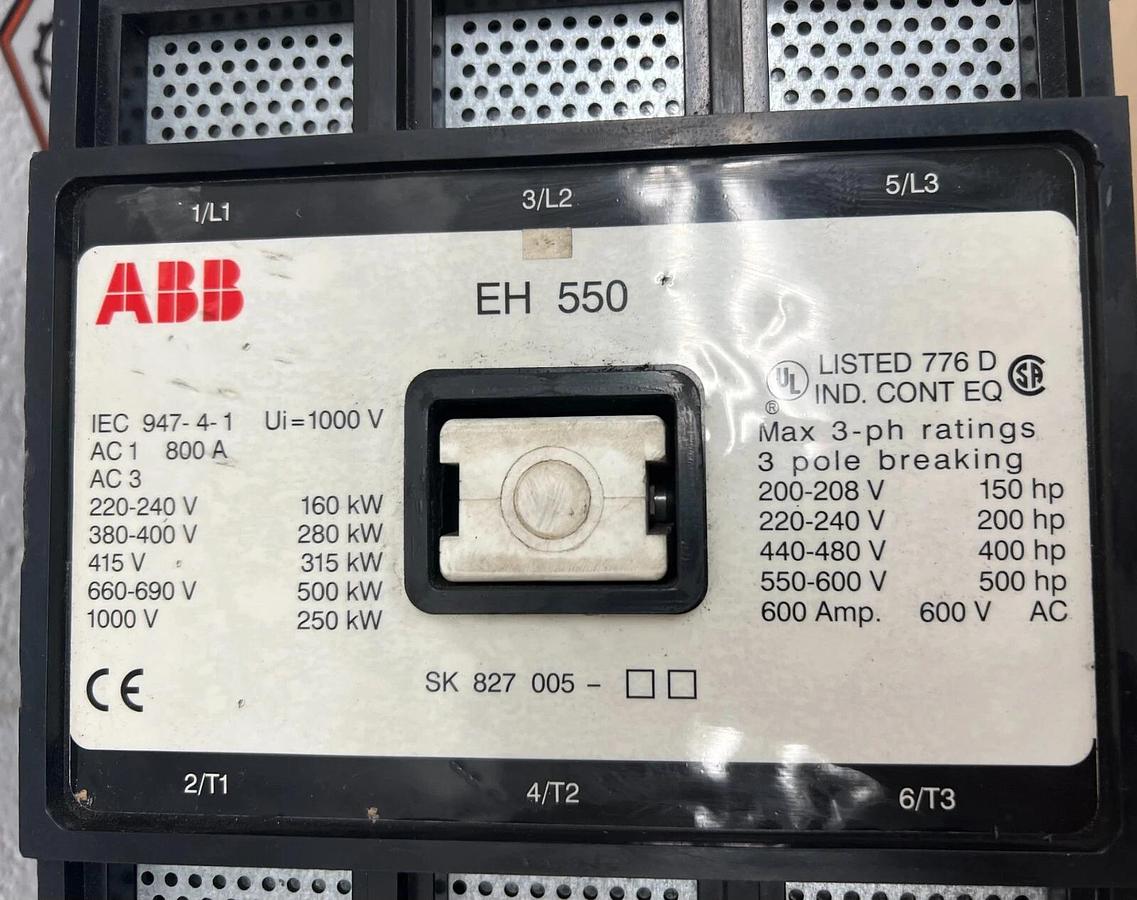 1/L1 3/L2 5/L3
ABB
EH 550
UL LISTED 776 D SA
® IND. CONT EQ
IEC 947-4-1 Ui=1000 V
AC 1 800 A
AC 3
220-240 V 160 kW
380-400 V 280 kW
415 V 315 kW
660-690 V 500 kW
1000 V 250 kW
Max 3-ph ratings
3 pole breaking
200-208 V 150 hp
220-240 V 200 hp
440-480 V 400 hp
550-600 V 500 hp
600 Amp. 600 V AC
CE
SK 827 005 - □ □
2/T1 4/T2 6/T3